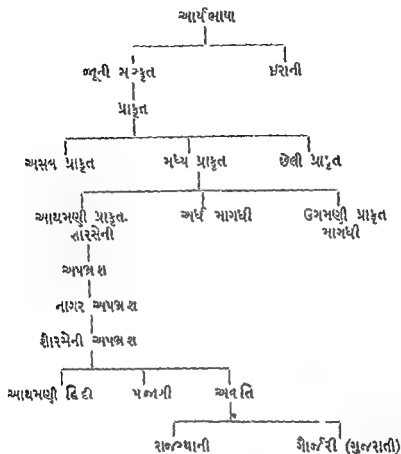 આર્યભાષા
જૂની સંસ્કૃત ઇરાની
પ્રાકૃત
અસલ પ્રાકૃત મધ્ય પ્રાકૃત છેલી પ્રાકૃત
આથમણી પ્રાકૃત અર્ધ માગધી ઉગમણી પ્રાકૃત
શૌરસેની માગધી
અપભ્રંશ
નાગર અપભ્રંશ
શૌરસેની અપભ્રંશ
આથમણી હિંદી પંજાબી અવંતિ
રાજસ્થાની ગૌર્જરી (ગુજરાતી)